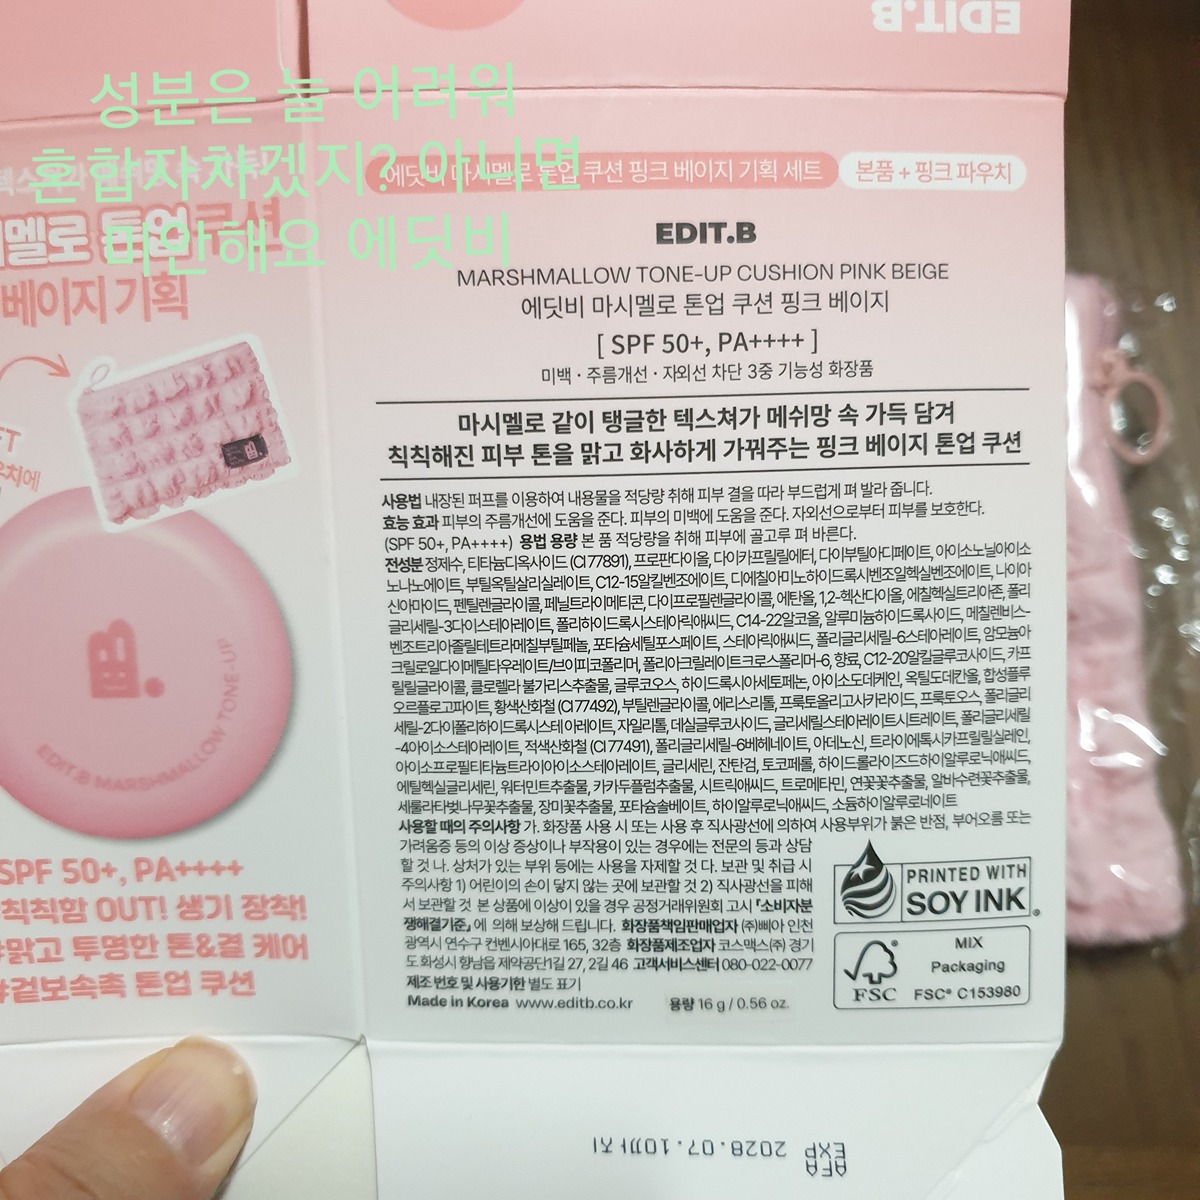 EDIT.B
성분은 늘 어려워
혼합자차겠지? 아니면
미안해요 에딧비
에딧비 마시멜로 톤업 쿠션 핑크 베이지 기획 세트
본품 + 핑크 파우치
멜로 톤업 쿠션
베이지 기획
EDIT.B MARSHMALLOW TONE-UP
SPF 50+, PA++++
칙칙함 OUT! 생기 장착!
#맑고 투명한 톤&결 케어
#겉보속촉 톤업 쿠션
EDIT.B
MARSHMALLOW TONE-UP CUSHION PINK BEIGE
에딧비 마시멜로 톤업 쿠션 핑크 베이지
[ SPF 50+, PA++++ ]
미백 · 주름개선 · 자외선 차단 3중 기능성 화장품
마시멜로 같이 탱글한 텍스쳐가 메쉬망 속 가득 담겨
칙칙해진 피부 톤을 맑고 화사하게 가꿔주는 핑크 베이지 톤업 쿠션
사용법 내장된 퍼프를 이용하여 내용물을 적당량 취해 피부 결을 따라 부드럽게 펴 발라 줍니다.
효능 효과 피부의 주름개선에 도움을 준다. 피부의 미백에 도움을 준다. 자외선으로부터 피부를 보호한다.
(SPF 50+, PA++++) 용법 용량 본 품 적당량을 취해 피부에 골고루 펴 바른다.
전성분 정제수, 티타늄디옥사이드 (CI 77891), 프로판다이올, 다이카프릴릴에터, 다이부틸아디페이트, 아이소노닐아이소
노나노에이트, 부틸옥틸살리실레이트, C12-15알킬벤조에이트, 디에칠아미노하이드록시벤조일헥실벤조에이트, 나이아
신아마이드, 펜틸렌글라이콜, 페닐트라이메티콘, 다이프로필렌글라이콜, 에탄올, 1,2-헥산다이올, 에칠헥실트리아존, 폴리
글리세릴-3다이스테아레이트, 폴리하이드록시스테아릭애씨드, C14-22알코올, 알루미늄하이드록사이드, 메칠렌비스-
벤조트리아졸릴테트라메칠부틸페놀, 포타슘세틸포스페이트, 스테아릭애씨드, 폴리글리세릴-6스테아레이트, 암모늄아
크릴로일다이메틸타우레이트/브이피코폴리머, 폴리아크릴레이트크로스폴리머-6, 향료, C12-20알킬글루코사이드, 카프
릴릴글라이콜, 클로렐라 불가리스추출물, 글루코오스, 하이드록시아세토페논, 아이소도데케인, 옥틸도데칸올, 합성플루
오르플로고파이트, 황색산화철 (CI 77492), 부틸렌글라이콜, 에리스리톨, 프룩토올리고사카라이드, 프룩토오스, 폴리글리
세릴-2다이폴리하이드록시스테아레이트, 자일리톨, 데실글루코사이드, 글리세릴스테아레이트시트레이트, 폴리글리세릴
-4아이소스테아레이트, 적색산화철 (CI 77491), 폴리글리세릴-6베헤네이트, 아데노신, 트라이에톡시카프릴릴실레인,
아이소프로필티타늄트라이아이소스테아레이트, 글리세린, 잔탄검, 토코페롤, 하이드롤라이즈드하이알루로닉애씨드,
에틸헥실글리세린, 워터민트추출물, 카카두플럼추출물, 시트릭애씨드, 트로메타민, 연꽃꽃추출물, 알바수련꽃추출물,
세룰라타벚나무꽃추출물, 장미꽃추출물, 포타슘솔베이트, 하이알루로닉애씨드, 소듐하이알루로네이트
사용할 때의 주의사항 가. 화장품 사용 시 또는 사용 후 직사광선에 의하여 사용부위가 붉은 반점, 부어오름 또는
가려움증 등의 이상 증상이나 부작용이 있는 경우에는 전문의 등과 상담
할 것 나. 상처가 있는 부위 등에는 사용을 자제할 것 다. 보관 및 취급 시
주의사항 1) 어린이의 손이 닿지 않는 곳에 보관할 것 2) 직사광선을 피해
서 보관할 것 본 상품에 이상이 있을 경우 공정거래위원회 고시 「소비자분
쟁해결기준」에 의해 보상해 드립니다. 화장품책임판매업자 (주)삐아 인천
광역시 연수구 컨벤시아대로 165, 32층 화장품제조업자 코스맥스(주) 경기
도 화성시 향남읍 제약공단1길 27, 2길 46 고객서비스센터 080-022-0077
제조 번호 및 사용기한 별도 표기
Made in Korea www.editb.co.kr 용량 16 g / 0.56 oz.
PRINTED WITH
SOY INK
FSC
MIX
Packaging
FSC® C153980
AFA 2028.07.10까지
EXP